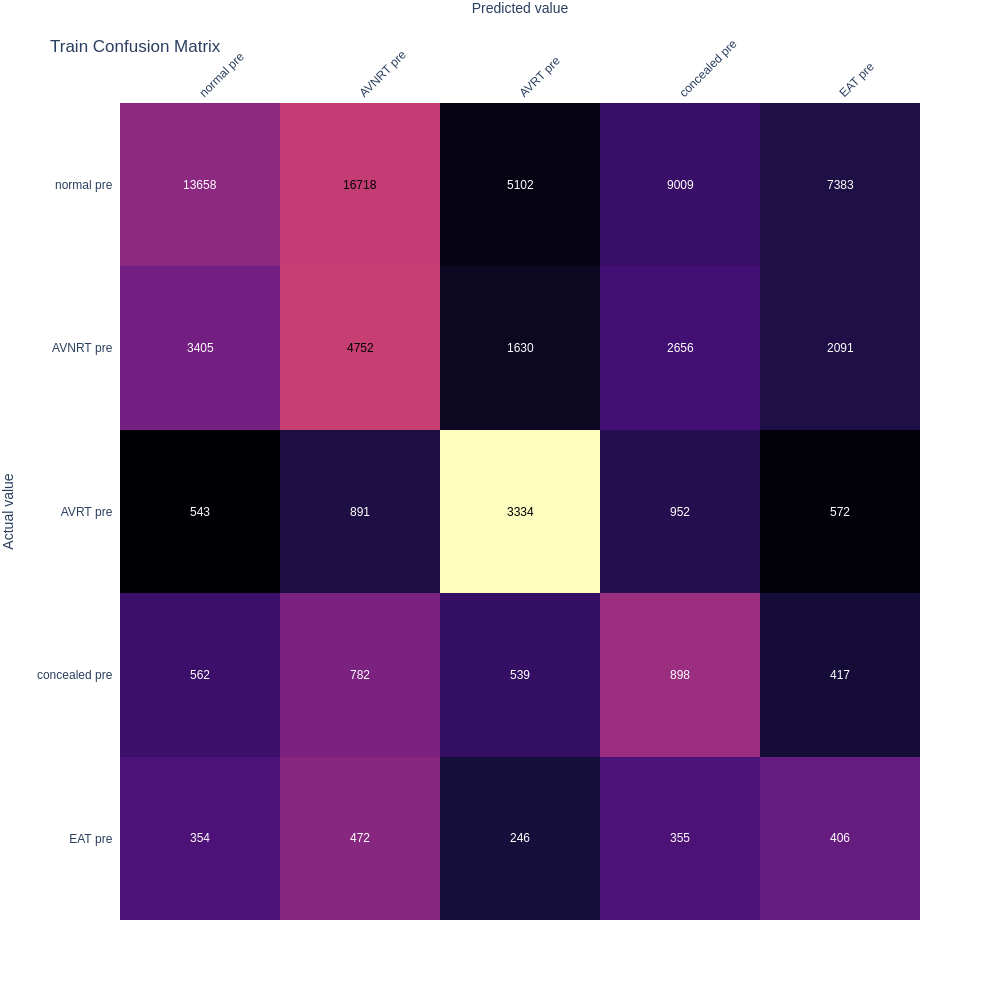 Predicted value
Train Confusion Matrix
normal pre AVNRT pre AVRT pre concealed pre EAT pre
normal pre 13658 16718 5102 9009 7383
AVNRT pre 3405 4752 1630 2656 2091
AVRT pre 543 891 3334 952 572
concealed pre 562 782 539 898 417
EAT pre 354 472 246 355 406
Actual value